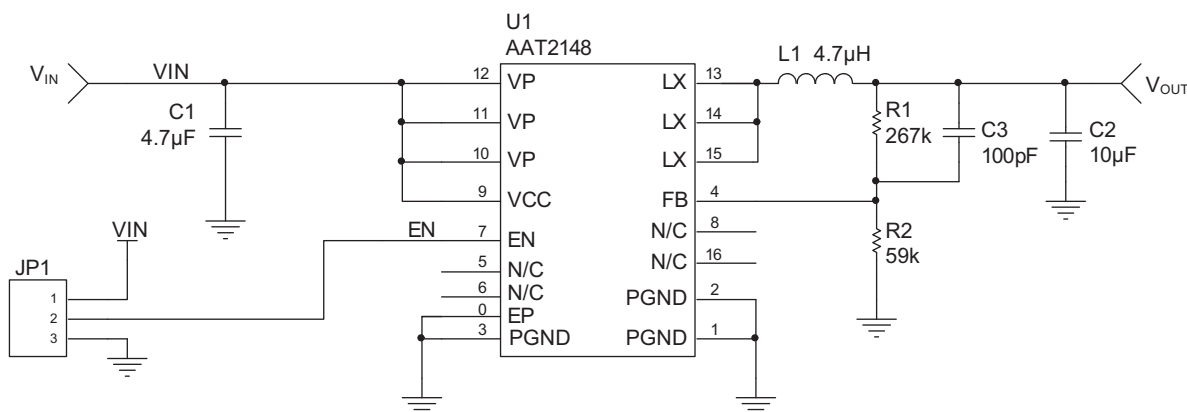 U1
AAT2148
VIN
VIN
C1
4.7µF
12 VP
11 VP
10 VP
9 VCC
EN 7 EN
5 N/C
6 N/C
0 EP
3 PGND
LX 13
LX 14
LX 15
FB 4
N/C 8
N/C 16
PGND 2
PGND 1
L1 4.7µH
R1
267k
C3
100pF
C2
10µF
VOUT
R2
59k
VIN
JP1
1
2
3